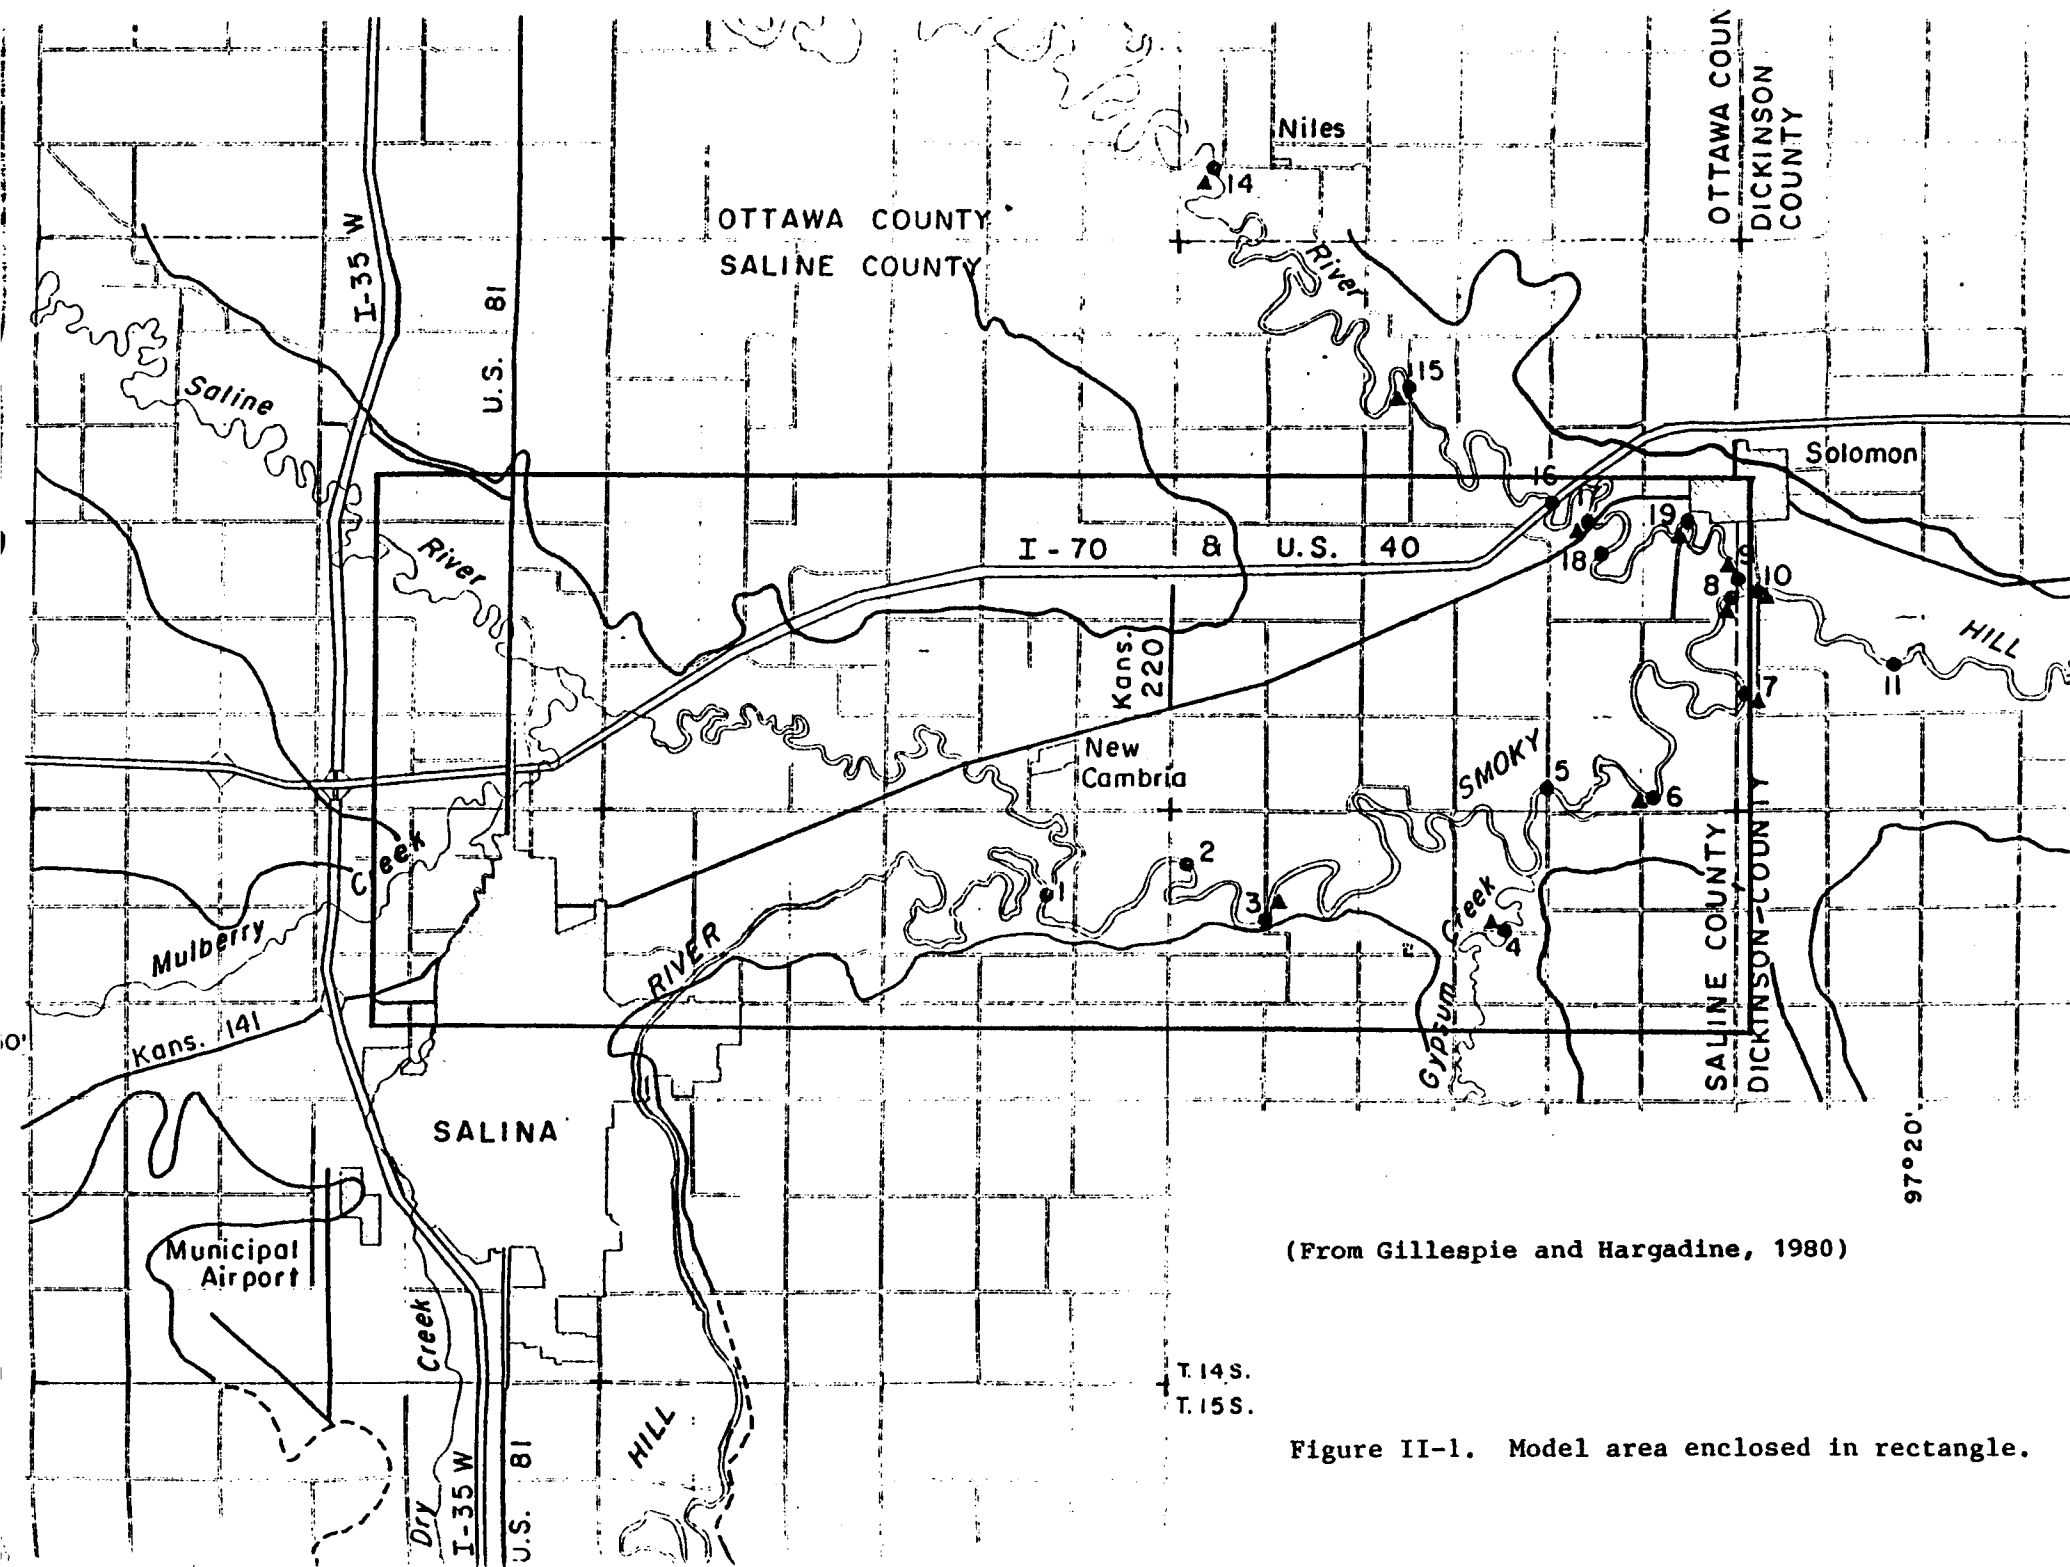 OTTAWA COUN
DICKINSON
COUNTY
Niles
14
OTTAWA COUNTY
SALINE COUNTY
I-35 W
U.S. 81
River
15
Saline
River
Solomon
16
17
19
I-70 & U.S. 40
18
9
8
10
HILL
Kans.
220
7
11
New
Cambria
SMOKY
5
6
Creek
2
1
3
4
Creek
Gypsum
Mulberry
RIVER
SALINE COUNTY
DICKINSON-COUNTY
Kans. 141
0'
SALINA
97°20'
Municipal
Airport
(From Gillespie and Hargadine, 1980)
Creek
Dry
I-35 W
U.S. 81
HILL
T. 14 S.
T. 15 S.
Figure II-1. Model area enclosed in rectangle.